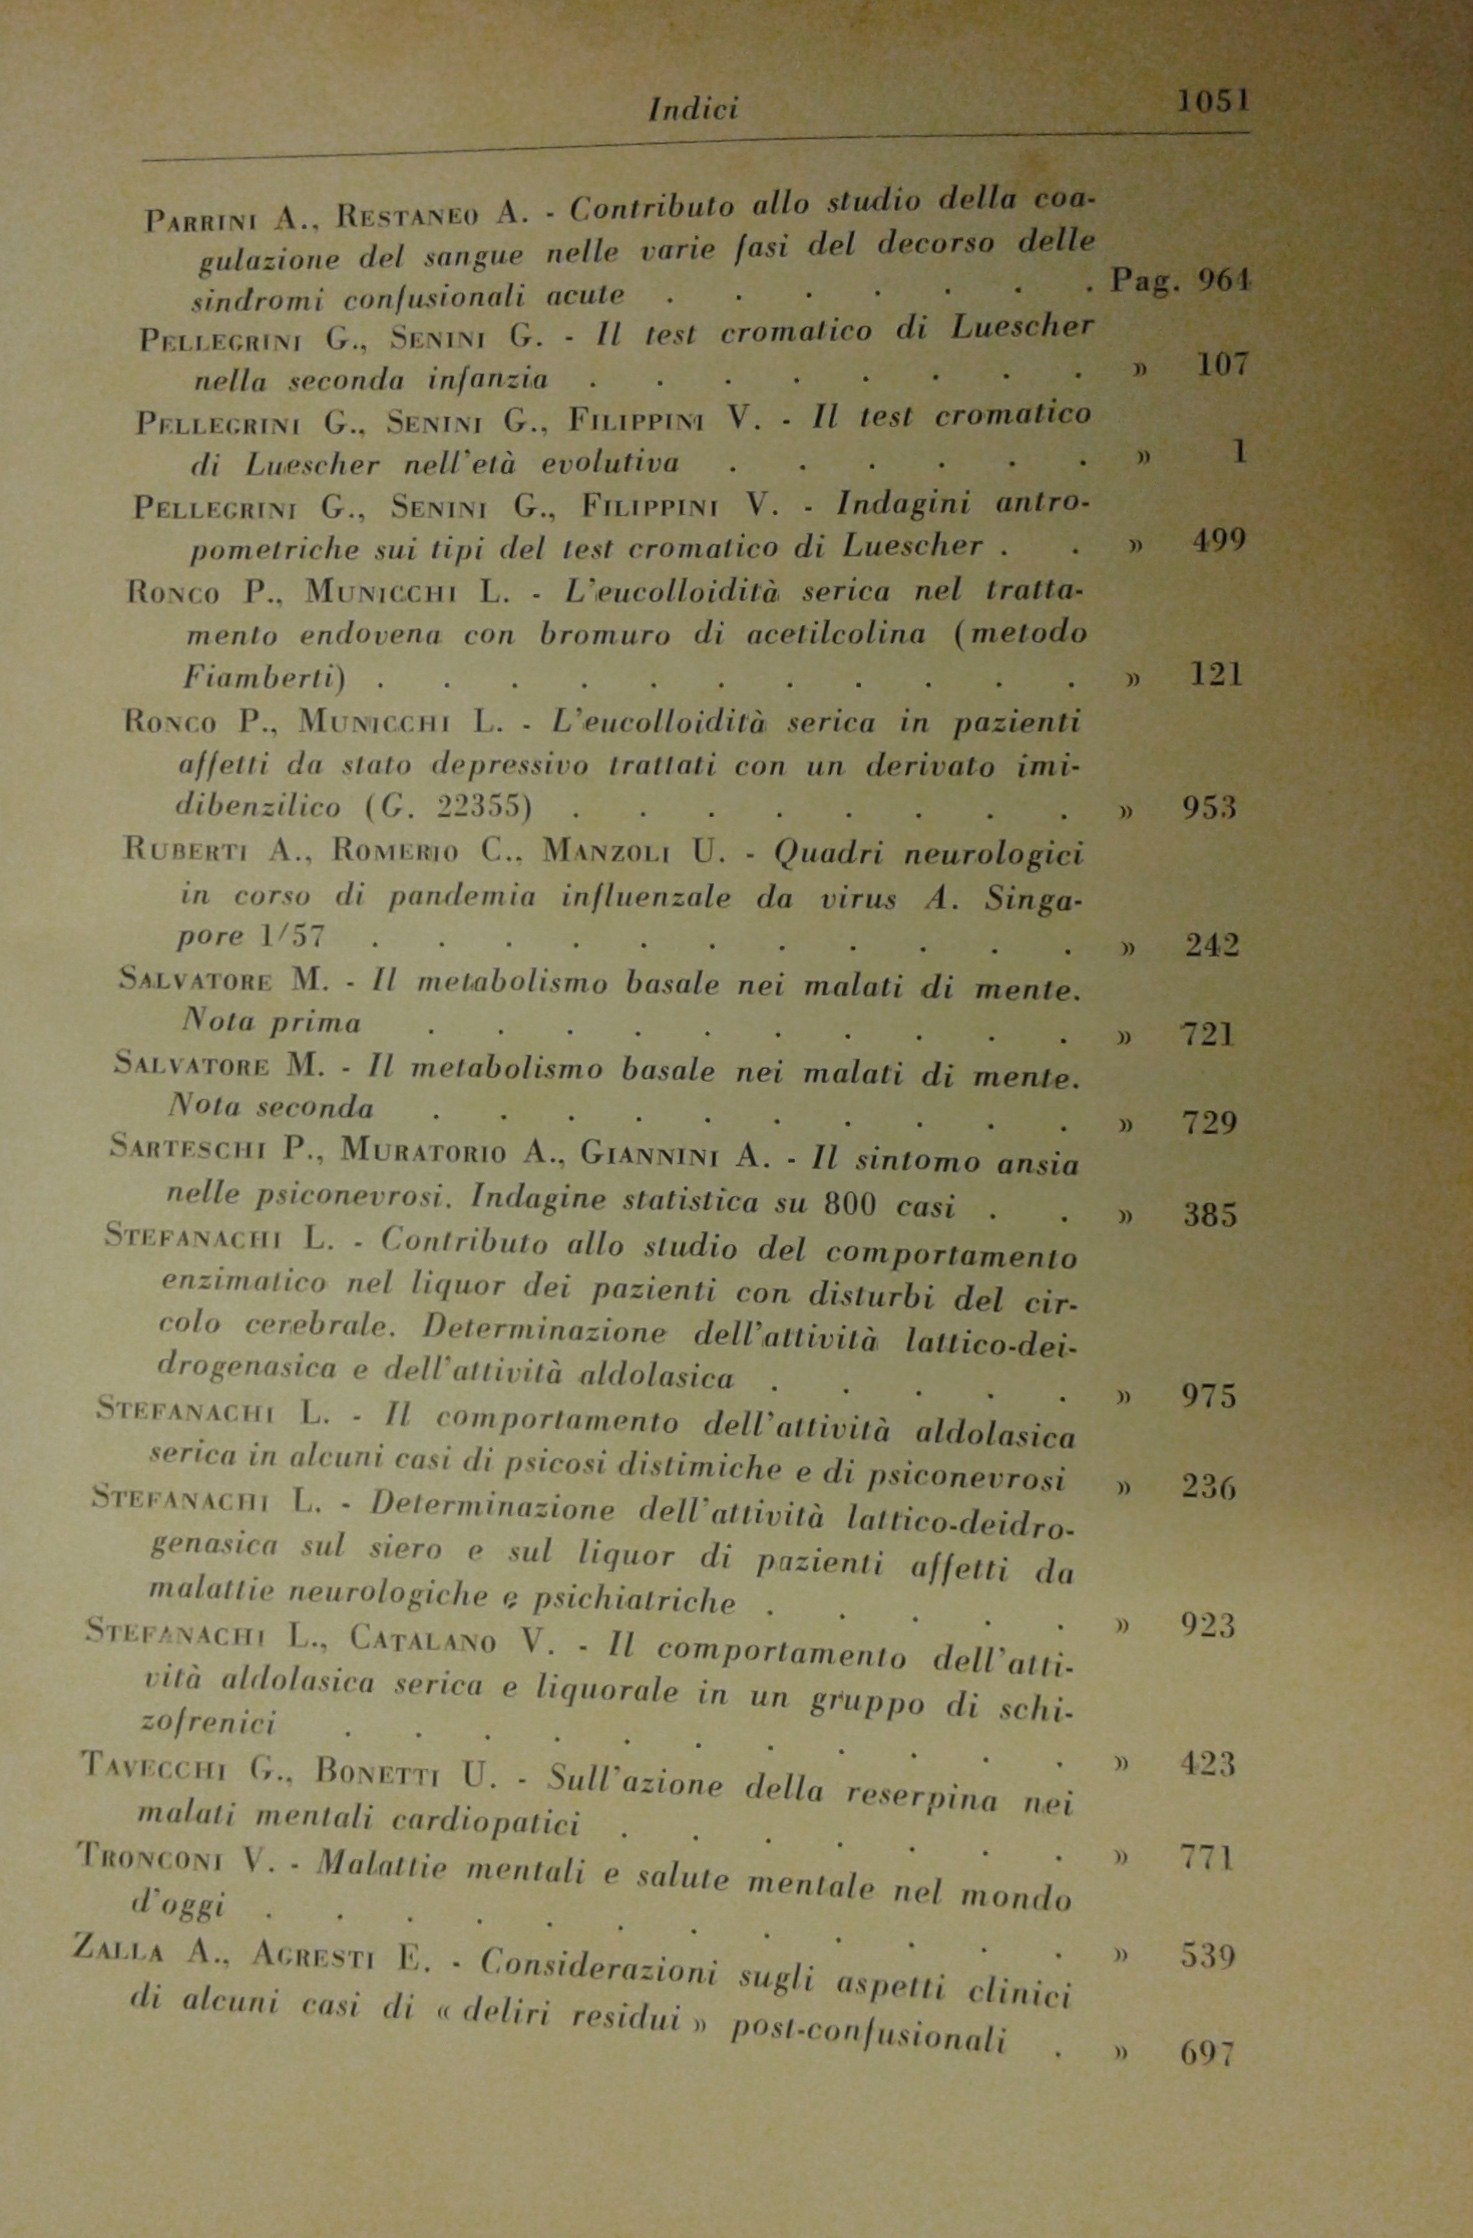 Indici 1051
PARRINI A., RESTANEO A. - Contributo allo studio della coa-
gulazione del sangue nelle varie fasi del decorso delle
sindromi confusionali acute . . . . . . . Pag. 964
PELLEGRINI G., SENINI G. - Il test cromatico di Luescher
nella seconda infanzia . . . . . . . . » 107
PELLEGRINI G., SENINI G., FILIPPINI V. - Il test cromatico
di Luescher nell'età evolutiva . . . . . . » 1
PELLEGRINI G., SENINI G., FILIPPINI V. - Indagini antro-
pometriche sui tipi del test cromatico di Luescher . . » 499
RONCO P., MUNICCHI L. - L'eucolloidità serica nel tratta-
mento endovena con bromuro di acetilcolina (metodo
Fiamberti) . . . . . . . . . . . » 121
RONCO P., MUNICCHI L. - L'eucolloidità serica in pazienti
affetti da stato depressivo trattati con un derivato imi-
dibenzilico (G. 22355) . . . . . . . . » 953
RUBERTI A., ROMERIO C., MANZOLI U. - Quadri neurologici
in corso di pandemia influenzale da virus A. Singa-
pore 1/57 . . . . . . . . . . . » 242
SALVATORE M. - Il metabolismo basale nei malati di mente.
Nota prima . . . . . . . . . . » 721
SALVATORE M. - Il metabolismo basale nei malati di mente.
Nota seconda . . . . . . . . . . » 729
SARTESCHI P., MURATORIO A., GIANNINI A. - Il sintomo ansia
nelle psiconevrosi. Indagine statistica su 800 casi . . » 385
STEFANACHI L. - Contributo allo studio del comportamento
enzimatico nel liquor dei pazienti con disturbi del cir-
colo cerebrale. Determinazione dell'attività lattico-dei-
drogenasica e dell'attività aldolasica . . . . . » 975
STEFANACHI L. - Il comportamento dell'attività aldolasica
serica in alcuni casi di psicosi distimiche e di psiconevrosi » 236
STEFANACHI L. - Determinazione dell'attività lattico-deidro-
genasica sul siero e sul liquor di pazienti affetti da
malattie neurologiche e psichiatriche . . . . . » 923
STEFANACHI L., CATALANO V. - Il comportamento dell'atti-
vità aldolasica serica e liquorale in un gruppo di schi-
zofrenici . . . . . . . . . . . » 423
TAVECCHI G., BONETTI U. - Sull'azione della reserpina nei
malati mentali cardiopatici . . . . . . . » 771
TRONCONI V. - Malattie mentali e salute mentale nel mondo
d'oggi . . . . . . . . . . . . » 539
ZALLA A., AGRESTI E. - Considerazioni sugli aspetti clinici
di alcuni casi di « deliri residui » post-confusionali . » 697